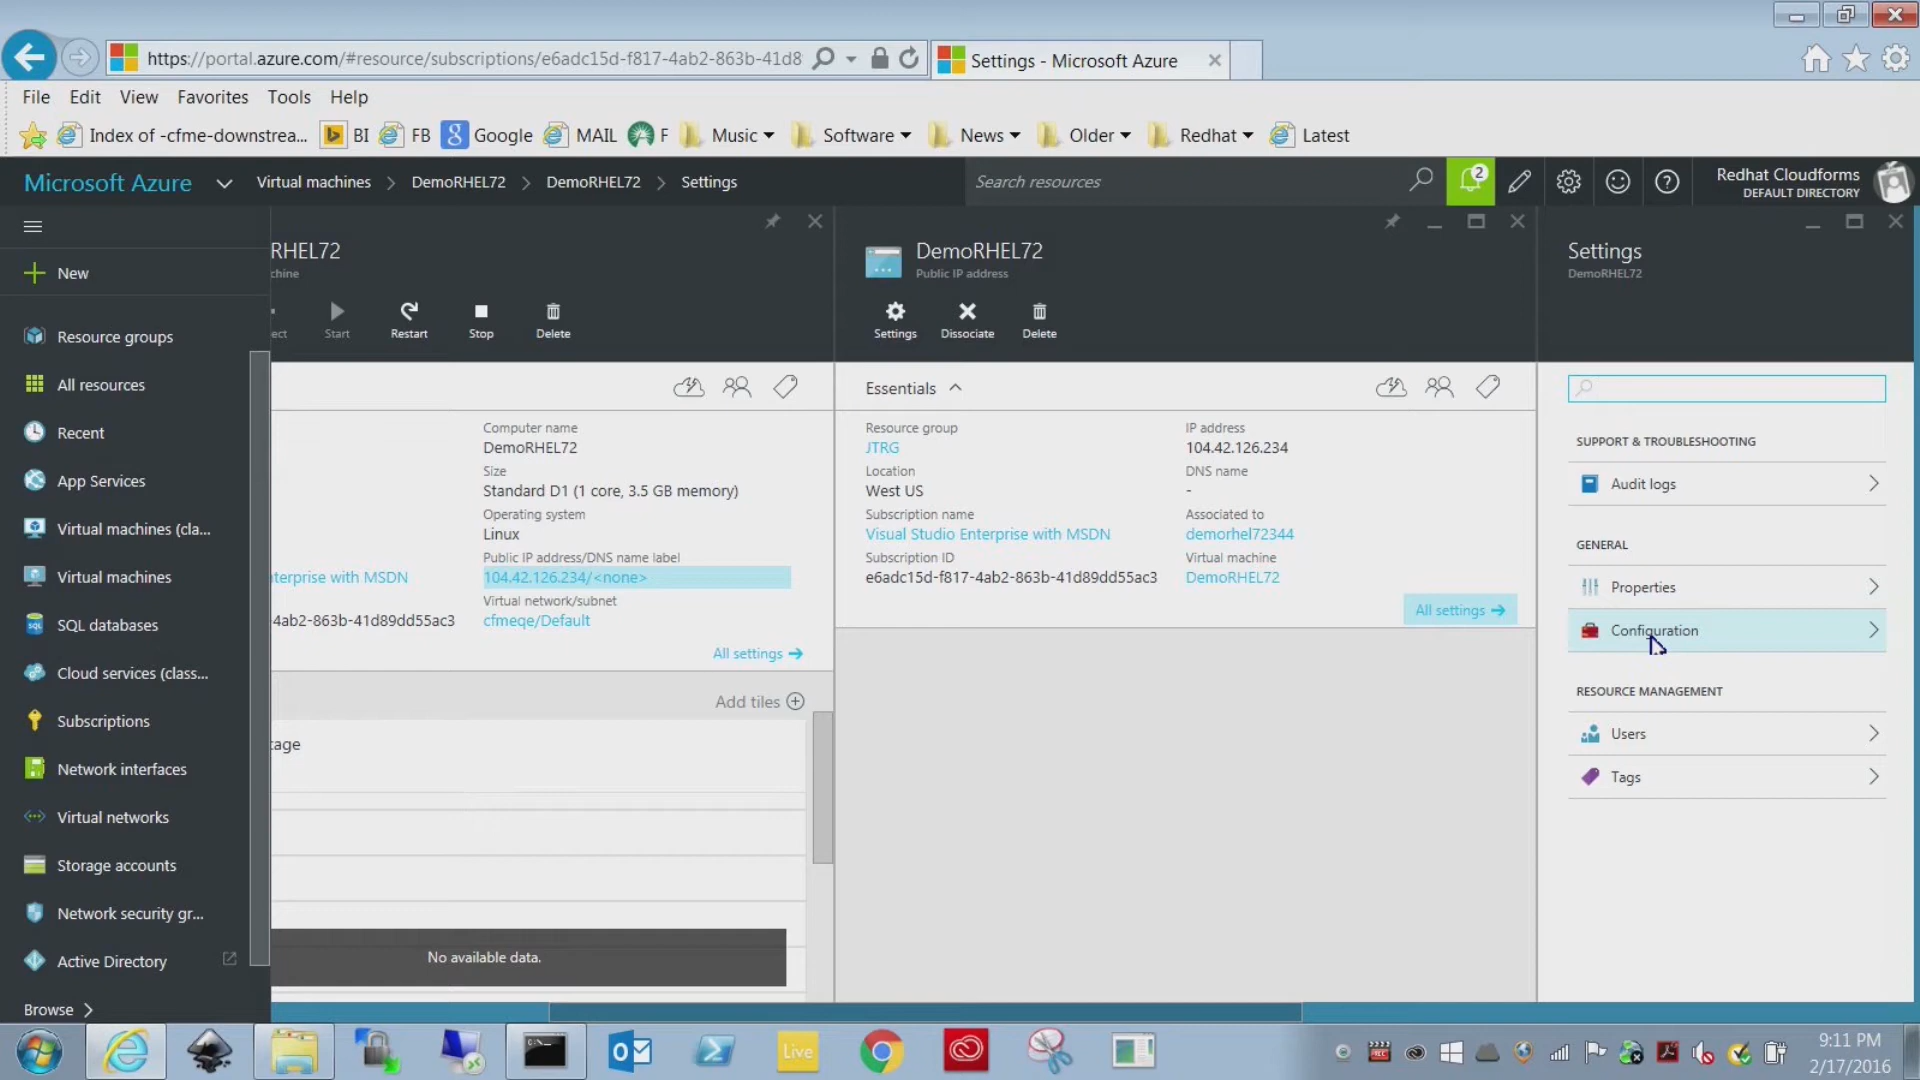 https://portal.azure.com/#resource/subscriptions/e6adc15d-f817-4ab2-863b-41d8
Settings - Microsoft Azure
File Edit View Favorites Tools Help
Index of -cfme-downstrea... BI FB Google MAIL F Music Software News Older Redhat Latest
Microsoft Azure Virtual machines > DemoRHEL72 > DemoRHEL72 > Settings
Search resources
2
Redhat Cloudforms
DEFAULT DIRECTORY
New
Resource groups
All resources
Recent
App Services
Virtual machines (cla...
Virtual machines
SQL databases
Cloud services (class...
Subscriptions
Network interfaces
Virtual networks
Storage accounts
Network security gr...
Active Directory
Browse >
RHEL72
chine
ect Start Restart Stop Delete
Computer name
DemoRHEL72
Size
Standard D1 (1 core, 3.5 GB memory)
Operating system
Linux
Public IP address/DNS name label
terprise with MSDN
104.42.126.234/<none>
Virtual network/subnet
4ab2-863b-41d89dd55ac3
cfmeqe/Default
All settings →
Add tiles
age
No available data.
DemoRHEL72
Public IP address
Settings Dissociate Delete
Essentials
Resource group
JTRG
Location
West US
Subscription name
Visual Studio Enterprise with MSDN
Subscription ID
e6adc15d-f817-4ab2-863b-41d89dd55ac3
IP address
104.42.126.234
DNS name
-
Associated to
demorhel72344
Virtual machine
DemoRHEL72
All settings →
Settings
DemoRHEL72
SUPPORT & TROUBLESHOOTING
Audit logs
GENERAL
Properties
Configuration
RESOURCE MANAGEMENT
Users
Tags
Live
9:11 PM
2/17/2016